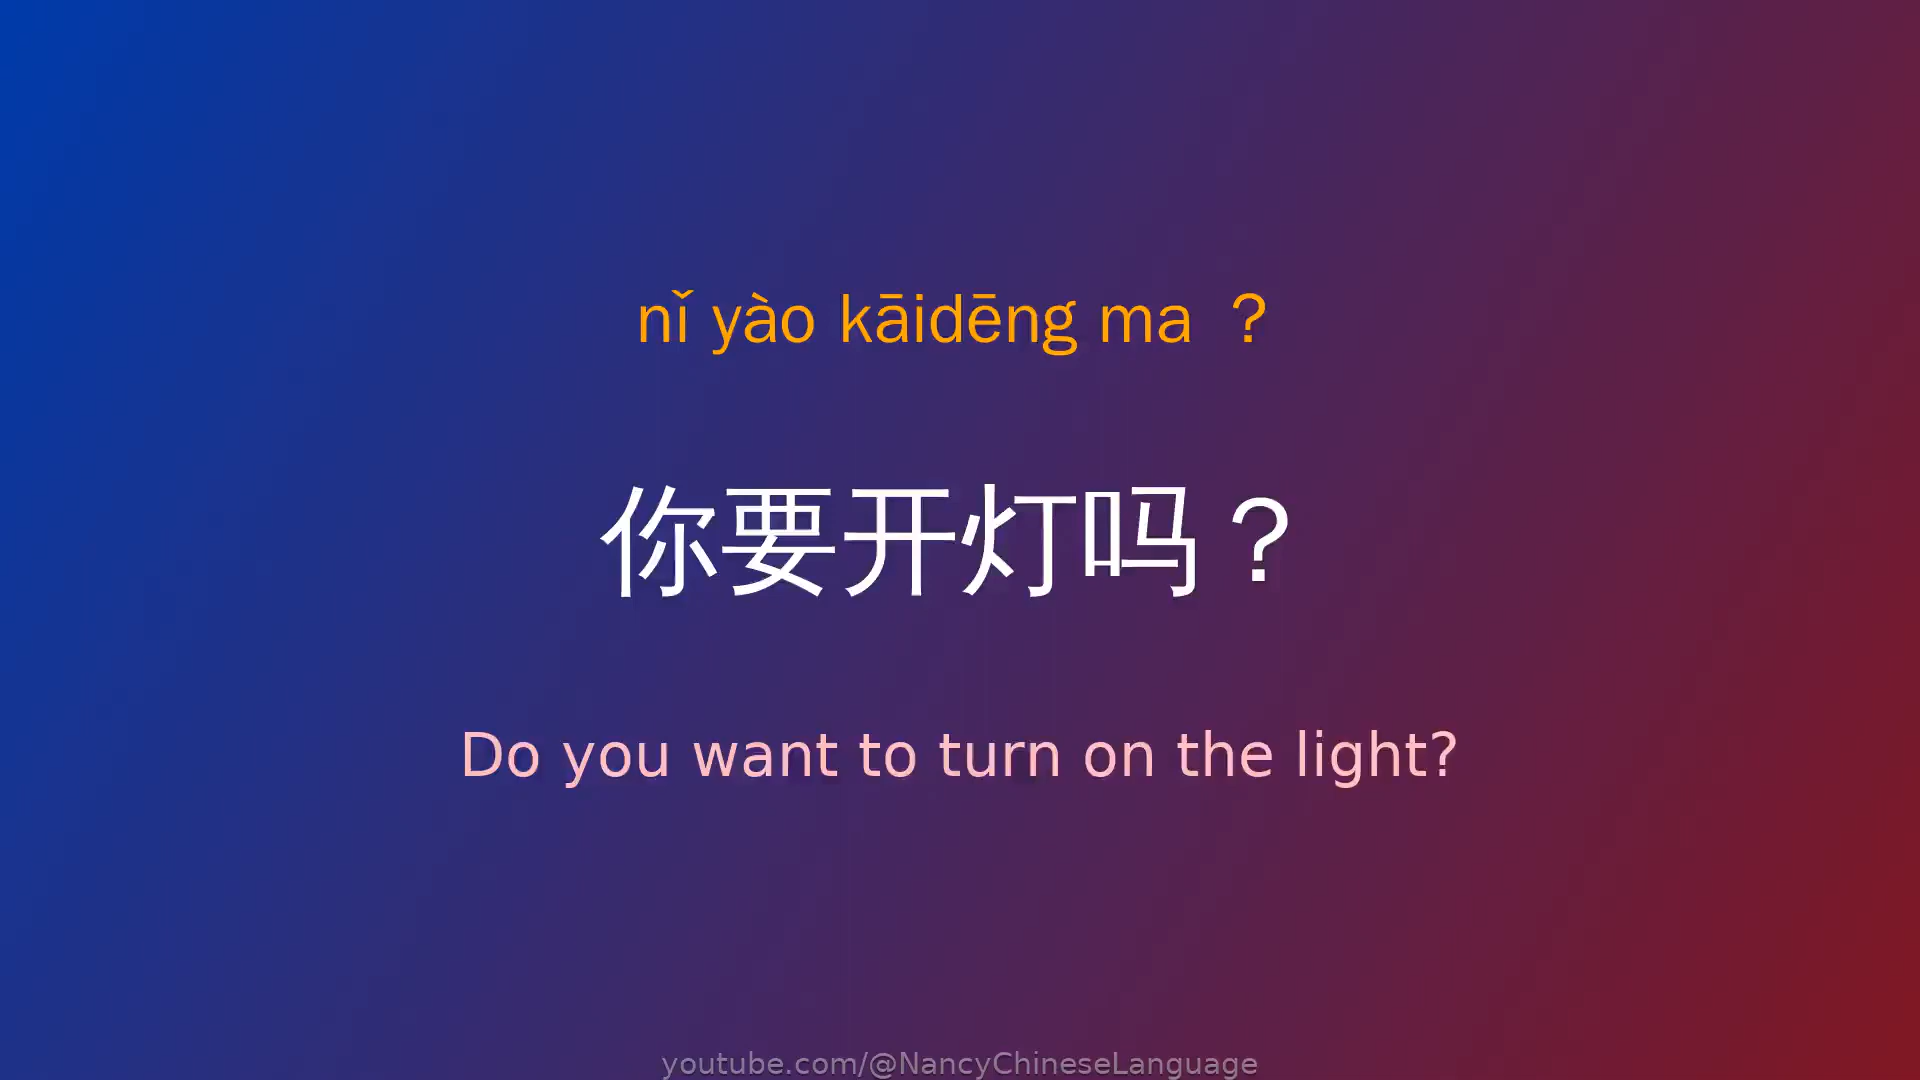 nǐ yào kāidēng ma ？
你要开灯吗？
Do you want to turn on the light?
youtube.com/@NancyChineseLanguage